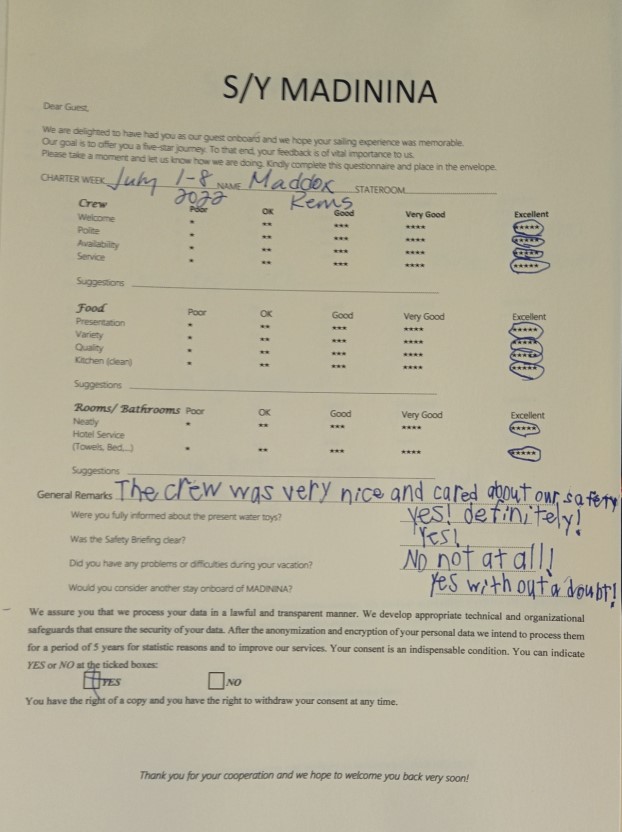 S/Y MADININA
Dear Guest,
We are delighted to have had you as our guest onboard and we hope your sailing experience was memorable.
Our goal is to offer you a five-star journey. To that end, your feedback is of vital importance to us.
Please take a moment and let us know how we are doing. Kindly complete this questionnaire and place in the envelope.
CHARTER WEEK July 1-8 2022 NAME Maddox Rems STATEROOM
Crew Poor OK Good Very Good Excellent
Welcome * ** *** **** *****
Polite * ** *** **** *****
Availability * ** *** **** *****
Service * ** *** **** *****
Suggestions
Food Poor OK Good Very Good Excellent
Presentation * ** *** **** *****
Variety * ** *** **** *****
Quality * ** *** **** *****
Kitchen (clean) * ** *** **** *****
Suggestions
Rooms/ Bathrooms Poor OK Good Very Good Excellent
Neatly * ** *** **** *****
Hotel Service
(Towels, Bed....) * ** *** **** *****
Suggestions
General Remarks The crew was very nice and cared about our safety
Were you fully informed about the present water toys? yes! definitely!
Was the Safety Briefing clear? Yes!
Did you have any problems or difficulties during your vacation? No not at all!
Would you consider another stay onboard of MADININA? Yes without a doubt!
We assure you that we process your data in a lawful and transparent manner. We develop appropriate technical and organizational
safeguards that ensure the security of your data. After the anonymization and encryption of your personal data we intend to process them
for a period of 5 years for statistic reasons and to improve our services. Your consent is an indispensable condition. You can indicate
YES or NO at the ticked boxes:
YES NO
You have the right of a copy and you have the right to withdraw your consent at any time.
Thank you for your cooperation and we hope to welcome you back very soon!